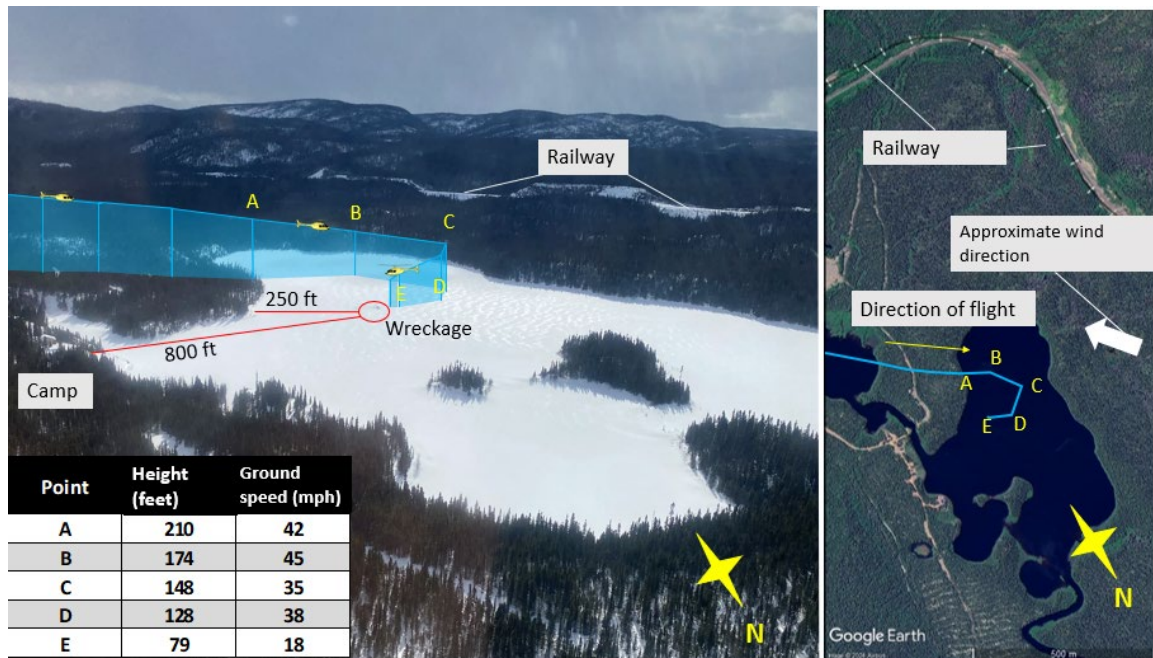 Railway
A
B
C
D
E
250 ft
Wreckage
800 ft
Camp
Point Height (feet) Ground speed (mph)
A 210 42
B 174 45
C 148 35
D 128 38
E 79 18
N
Railway
Approximate wind
direction
Direction of flight
B
A
C
E
D
N
Google Earth
500 m